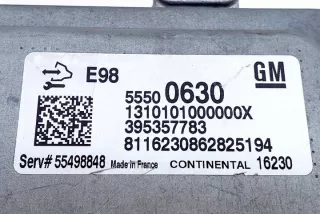 E98
GM
5550 0630
1310101000000X
395357783
8116230862825194
Serv# 55498848 Made in France CONTINENTAL 16230